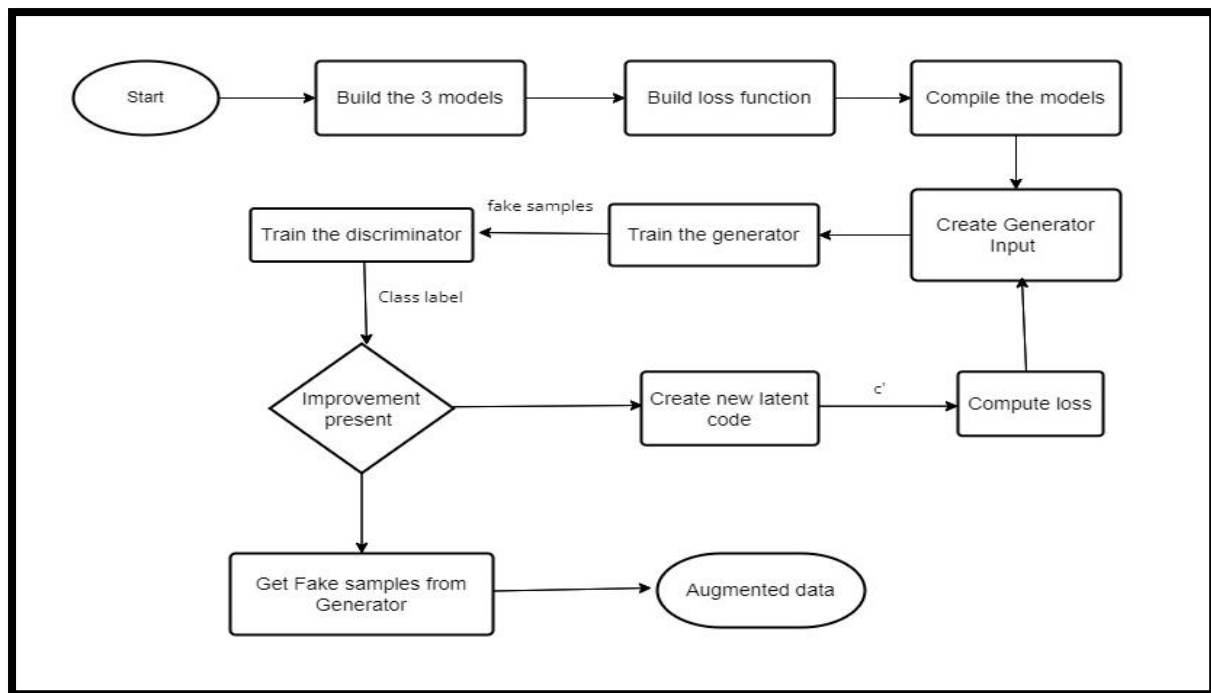 Start
Build the 3 models
Build loss function
Compile the models
fake samples
Train the discriminator
Train the generator
Create Generator
Input
Class label
Improvement
present
Create new latent
code
c'
Compute loss
Get Fake samples from
Generator
Augmented data